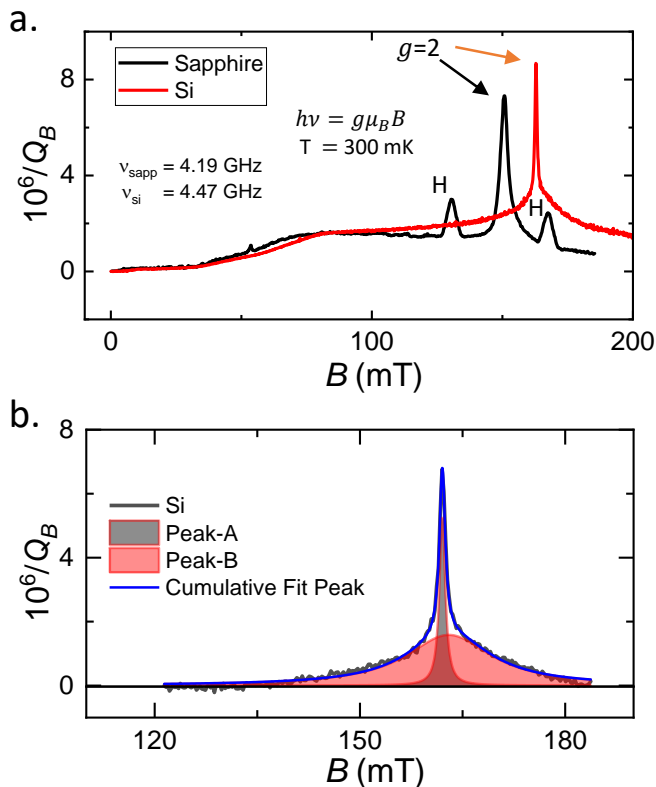 a.
8
4
0
10^6/Q_B
Sapphire
Si
g=2
hν = gμ_BB
T = 300 mK
ν_sapp = 4.19 GHz
ν_si = 4.47 GHz
H
H
0
100
200
B (mT)
b.
8
4
0
10^6/Q_B
Si
Peak-A
Peak-B
Cumulative Fit Peak
120
150
180
B (mT)